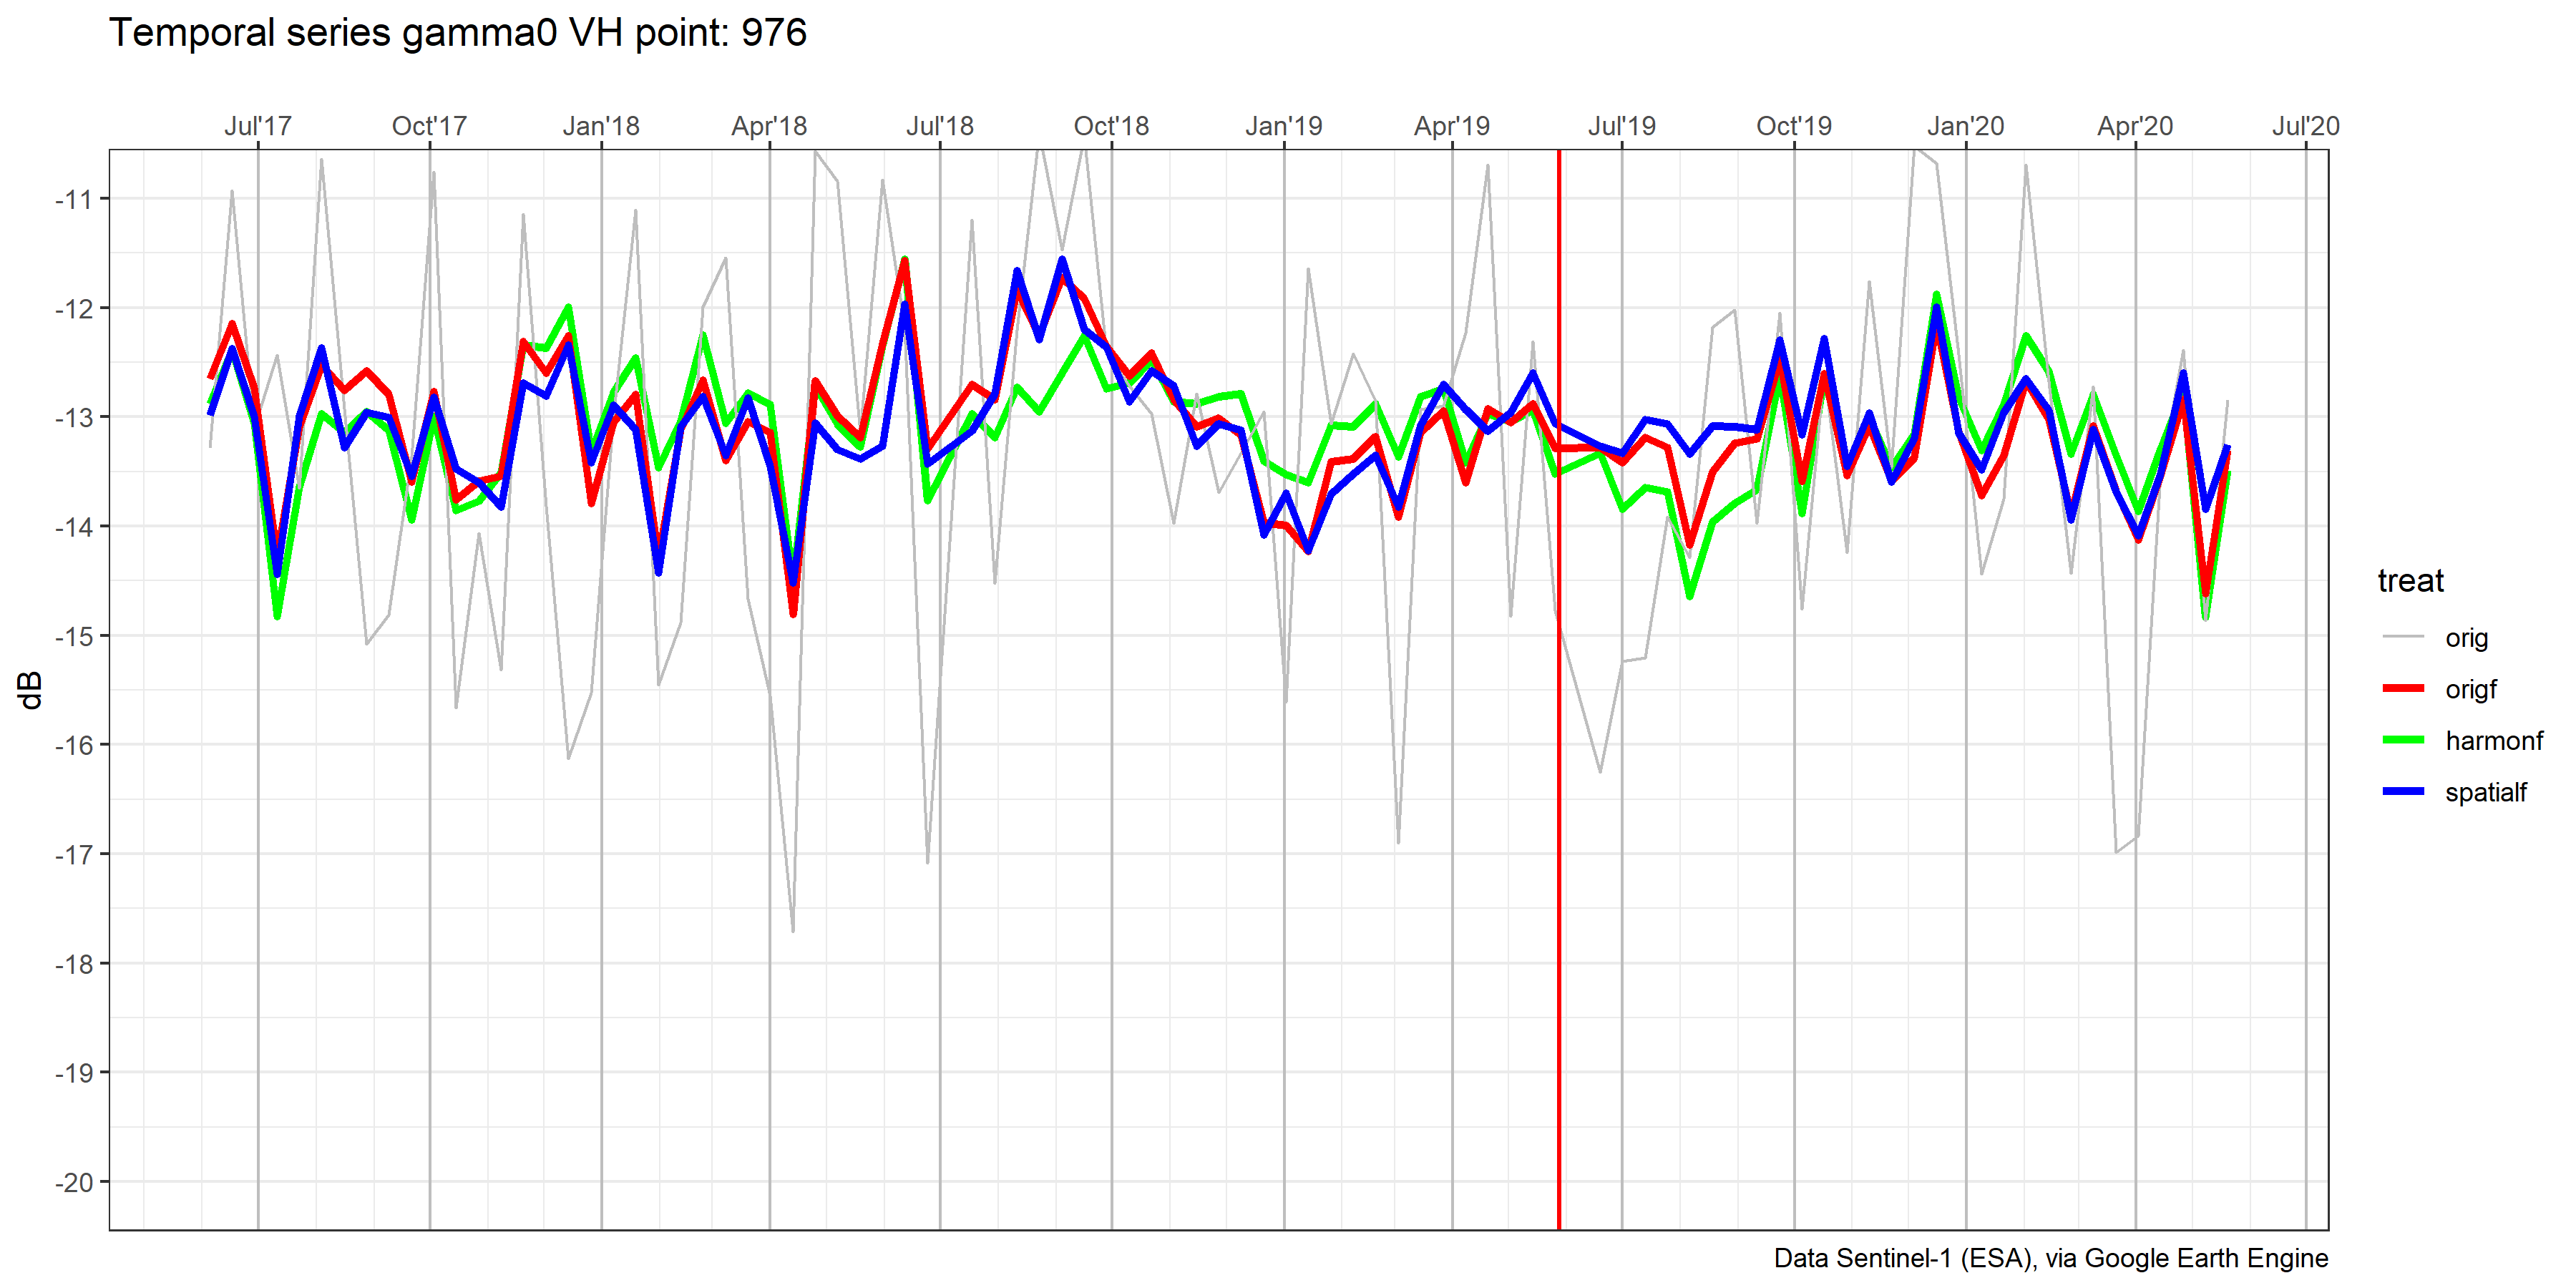 Temporal series gamma0 VH point: 976
Jul'17 Oct'17 Jan'18 Apr'18 Jul'18 Oct'18 Jan'19 Apr'19 Jul'19 Oct'19 Jan'20 Apr'20 Jul'20
-11
-12
-13
-14
-15
-16
-17
-18
-19
-20
dB
treat
orig
origf
harmonf
spatialf
Data Sentinel-1 (ESA), via Google Earth Engine